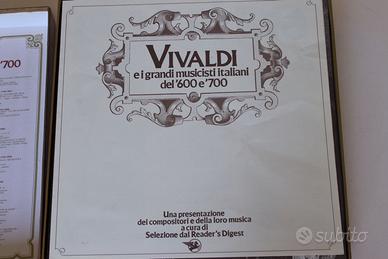 VIVALDI
e i grandi musicisti italiani
del '600 e '700
Una presentazione
dei compositori e della loro musica
a cura di
Selezione dal Reader's Digest
'700
subito